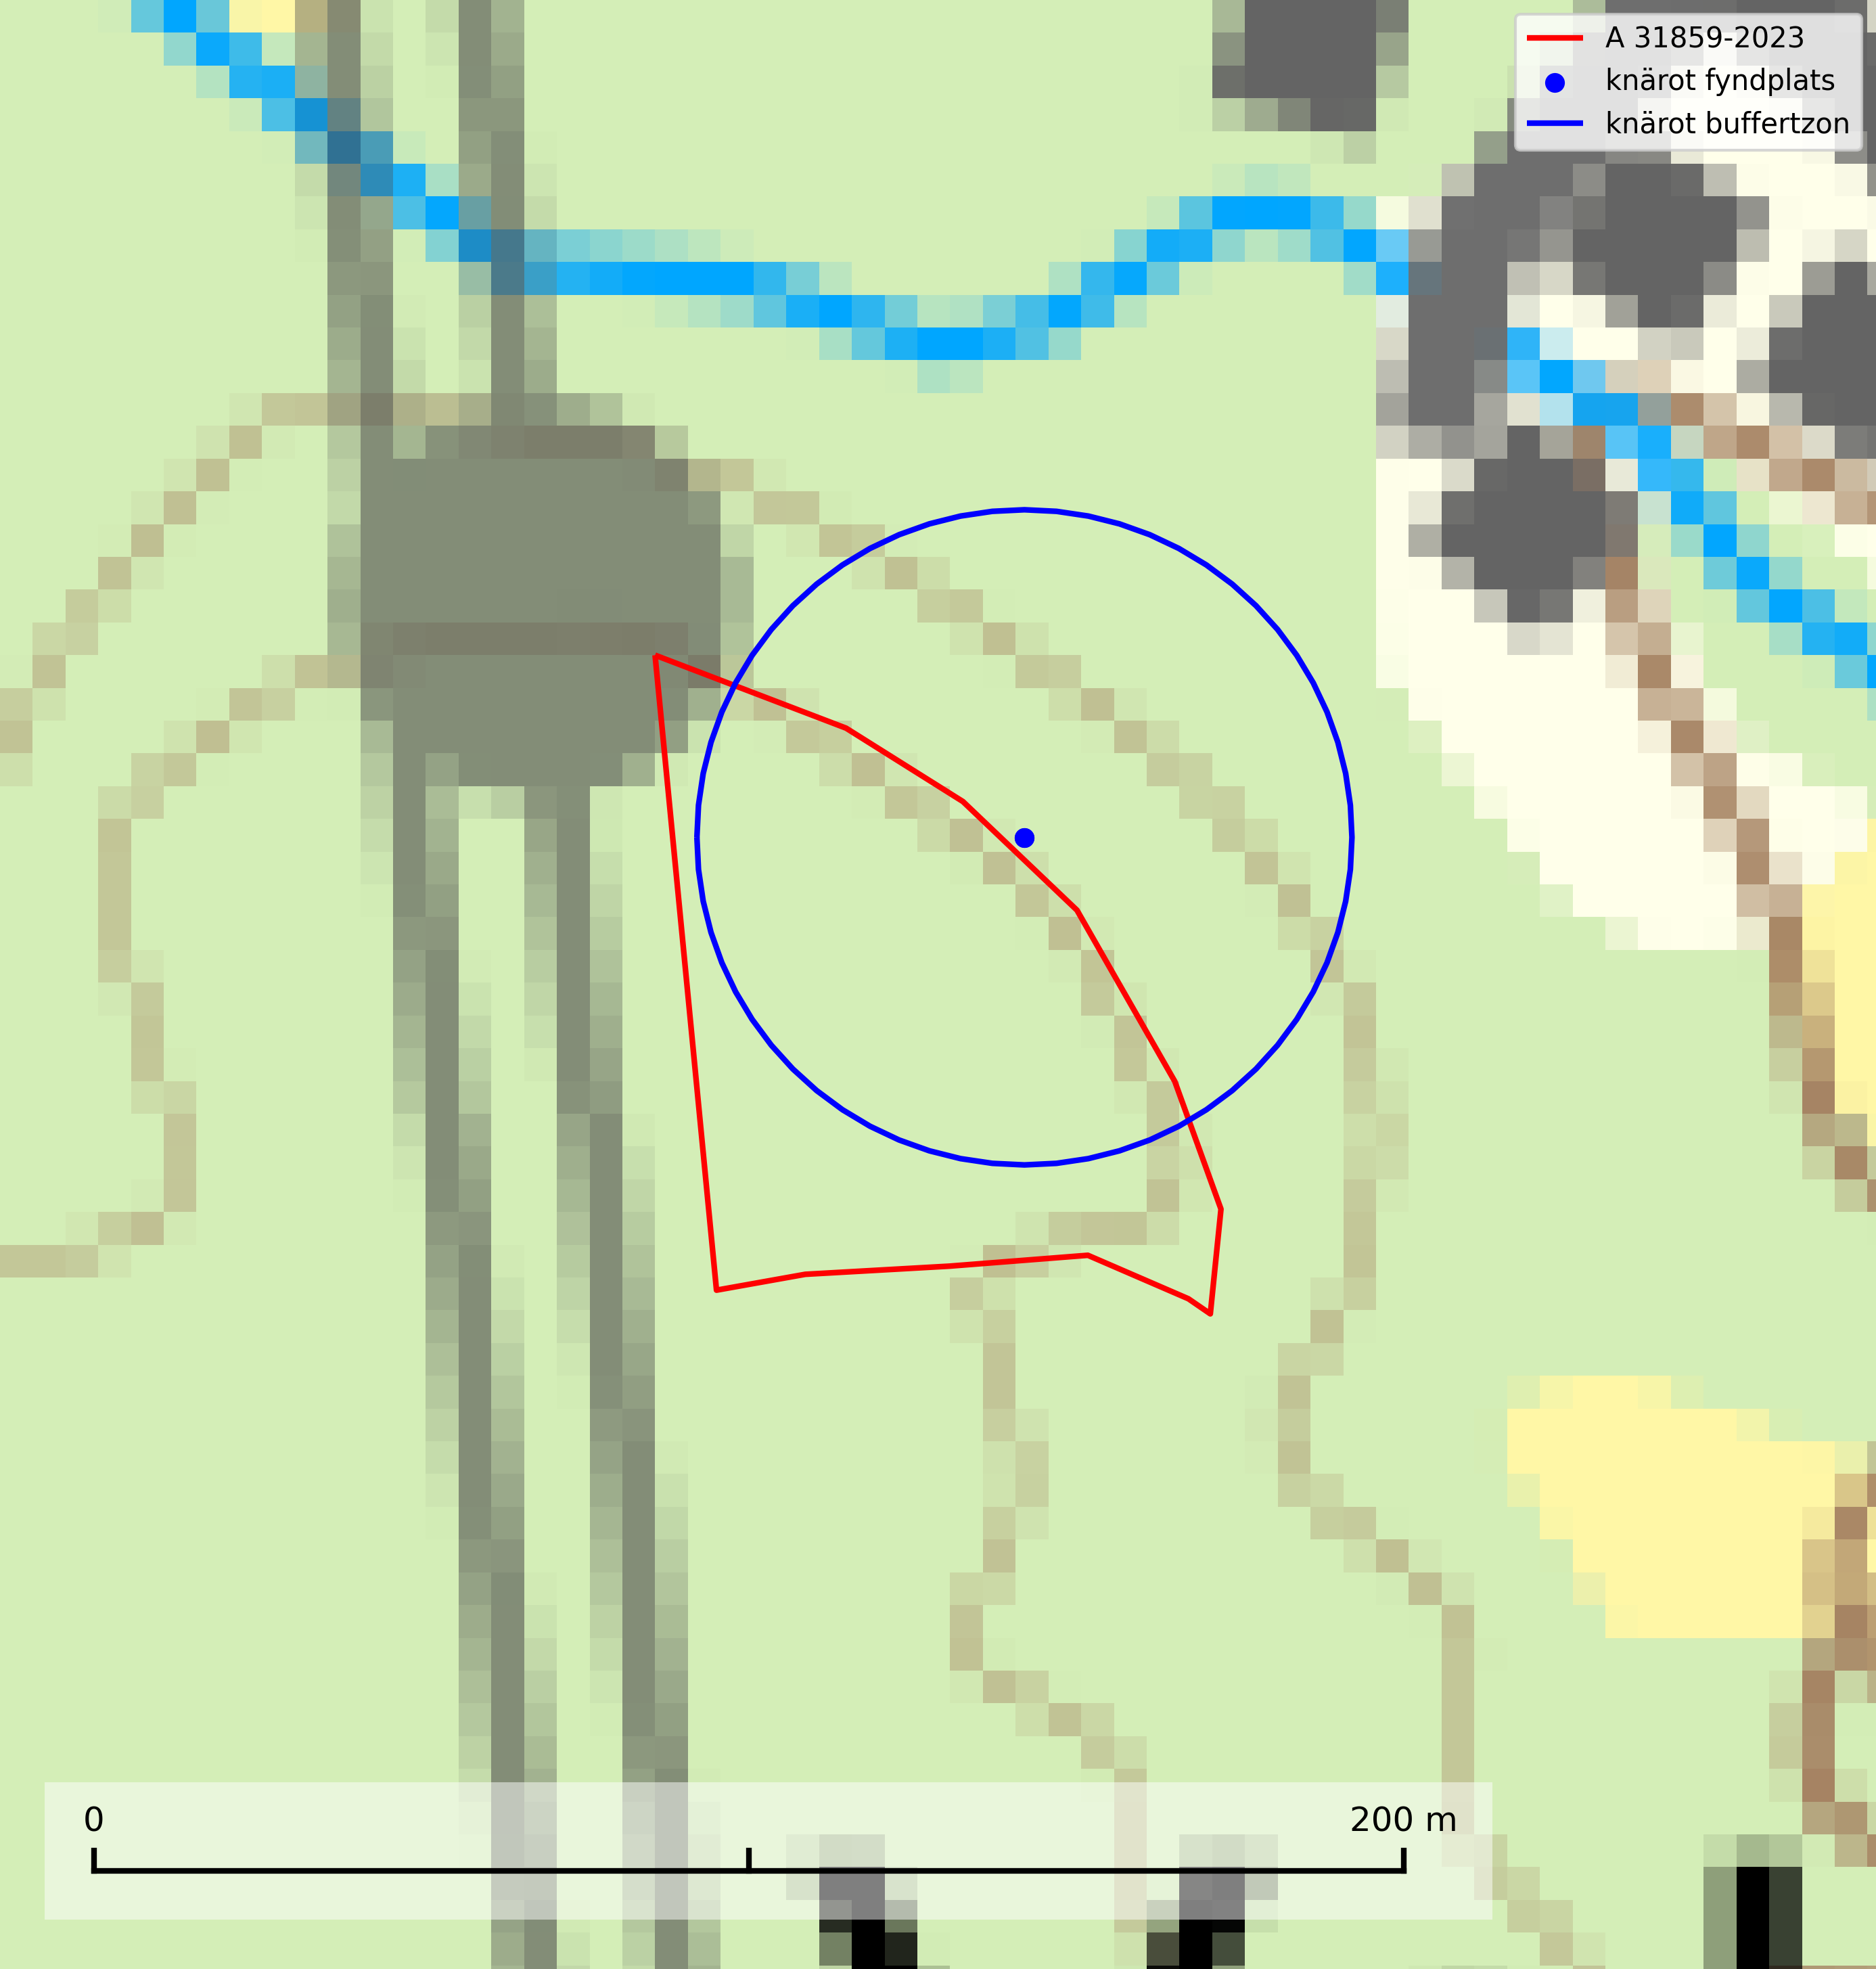 A 31859-2023
knärot fyndplats
knärot buffertzon
0 200 m